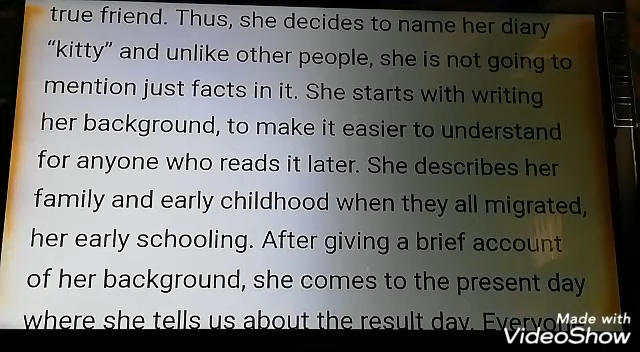 true friend. Thus, she decides to name her diary
“kitty” and unlike other people, she is not going to
mention just facts in it. She starts with writing
her background, to make it easier to understand
for anyone who reads it later. She describes her
family and early childhood when they all migrated,
her early schooling. After giving a brief account
of her background, she comes to the present day
where she tells us about the result day.
Made with
VideoShow